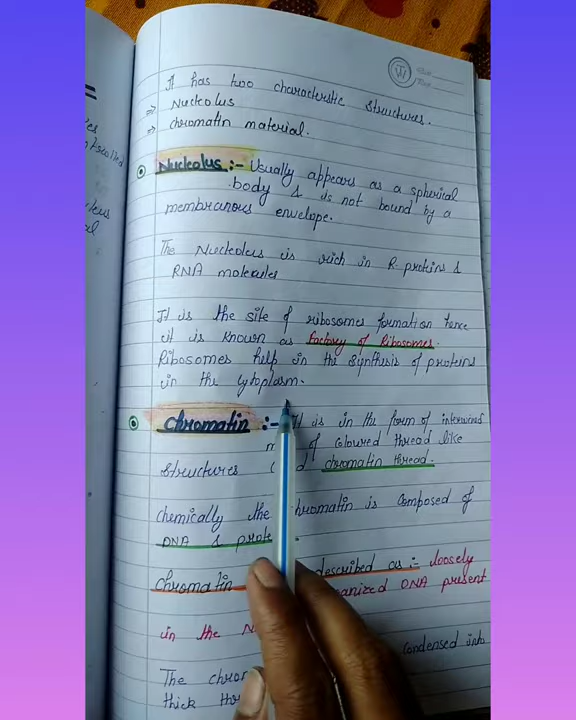 It has two characteristic structures.
⇒ Nucleolus
⇒ chromatin material.
Nucleolus :- Usually appears as a spherical
body & is not bound by a
membranous envelope.
The Nucleolus is rich in R-proteins &
RNA molecules
It is the site of ribosomes formation hence
it is known as factory of Ribosomes.
Ribosomes help in the synthesis of proteins
in the cytoplasm.
Chromatin :- It is in the form of intermined
of coloured thread like
structures chromatin thread.
chemically the hromatin is composed of
DNA & prote
chromatin described as :- loosely
DNA present
in the N
condensed into
The chro
thick